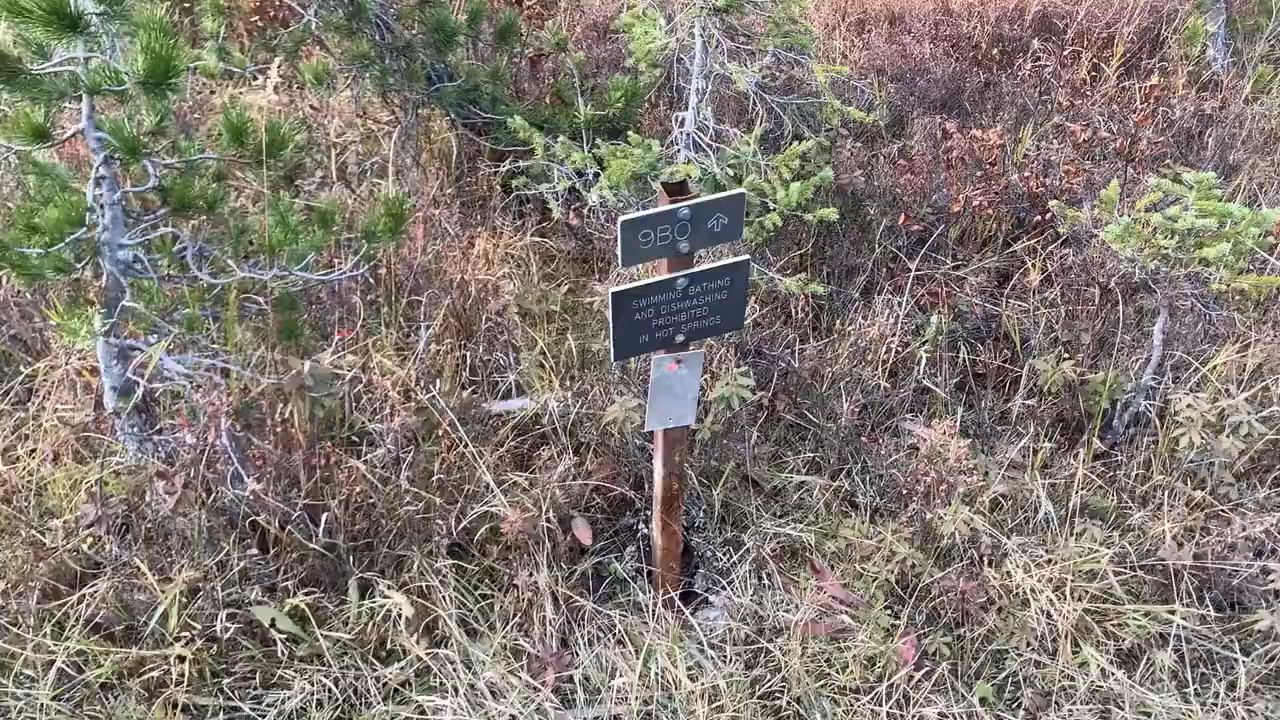 9B0 ↑
SWIMMING BATHING
AND DISHWASHING
PROHIBITED
IN HOT SPRINGS